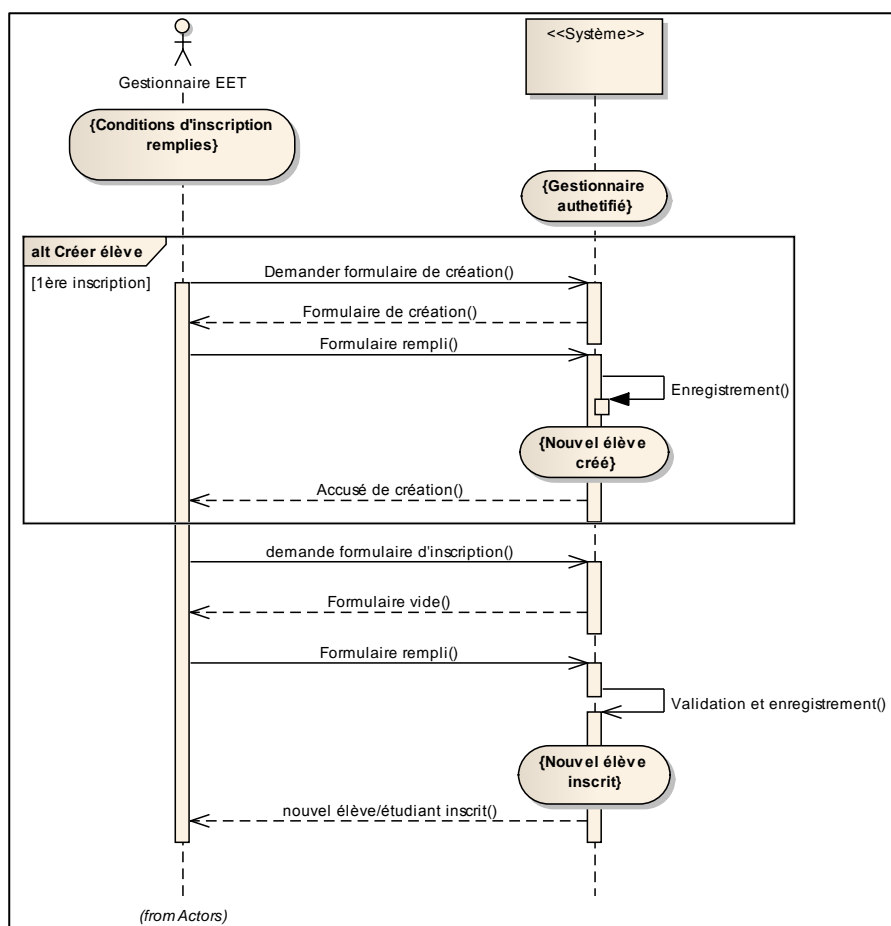 <<Système>>
Gestionnaire EET
{Conditions d'inscription
remplies}
{Gestionnaire
authetifié}
alt Créer élève
[1ère inscription]
Demander formulaire de création()
Formulaire de création()
Formulaire rempli()
Enregistrement()
{Nouvel élève
créé}
Accusé de création()
demande formulaire d'inscription()
Formulaire vide()
Formulaire rempli()
Validation et enregistrement()
{Nouvel élève
inscrit}
nouvel élève/étudiant inscrit()
(from Actors)